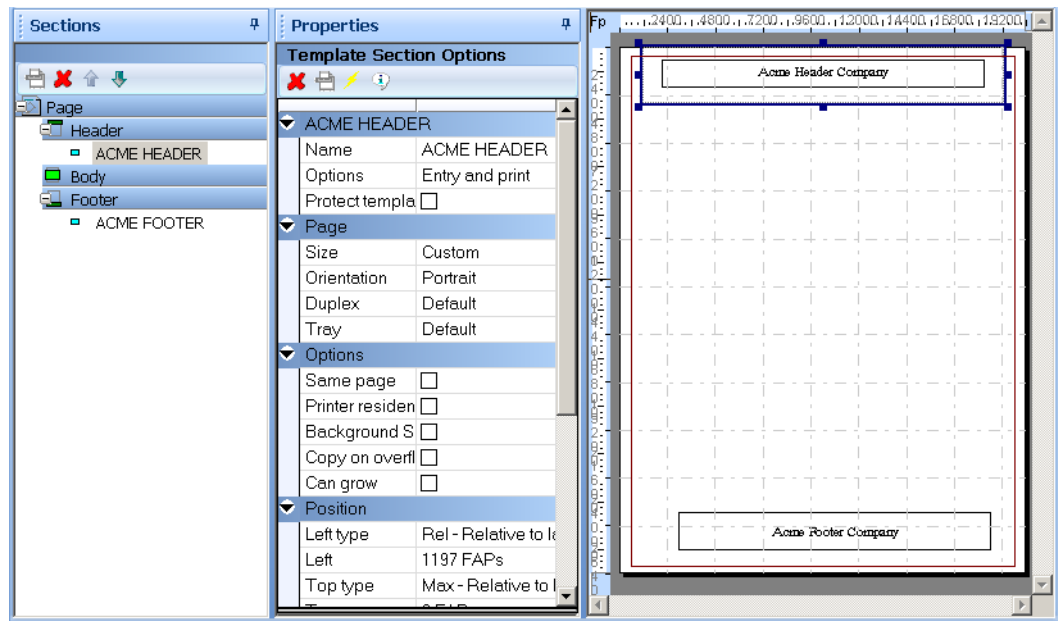 Sections
Page
Header
ACME HEADER
Body
Footer
ACME FOOTER
Properties
Template Section Options
ACME HEADER
Name ACME HEADER
Options Entry and print
Protect templa
Page
Size Custom
Orientation Portrait
Duplex Default
Tray Default
Options
Same page
Printer residen
Background S
Copy on overfl
Can grow
Position
Left type Rel - Relative to la
Left 1197 FAPs
Top type Max - Relative to l
Fp 2400 4800 7200 9600 12000 14400 16800 19200
Acme Header Company
Acme Footer Company